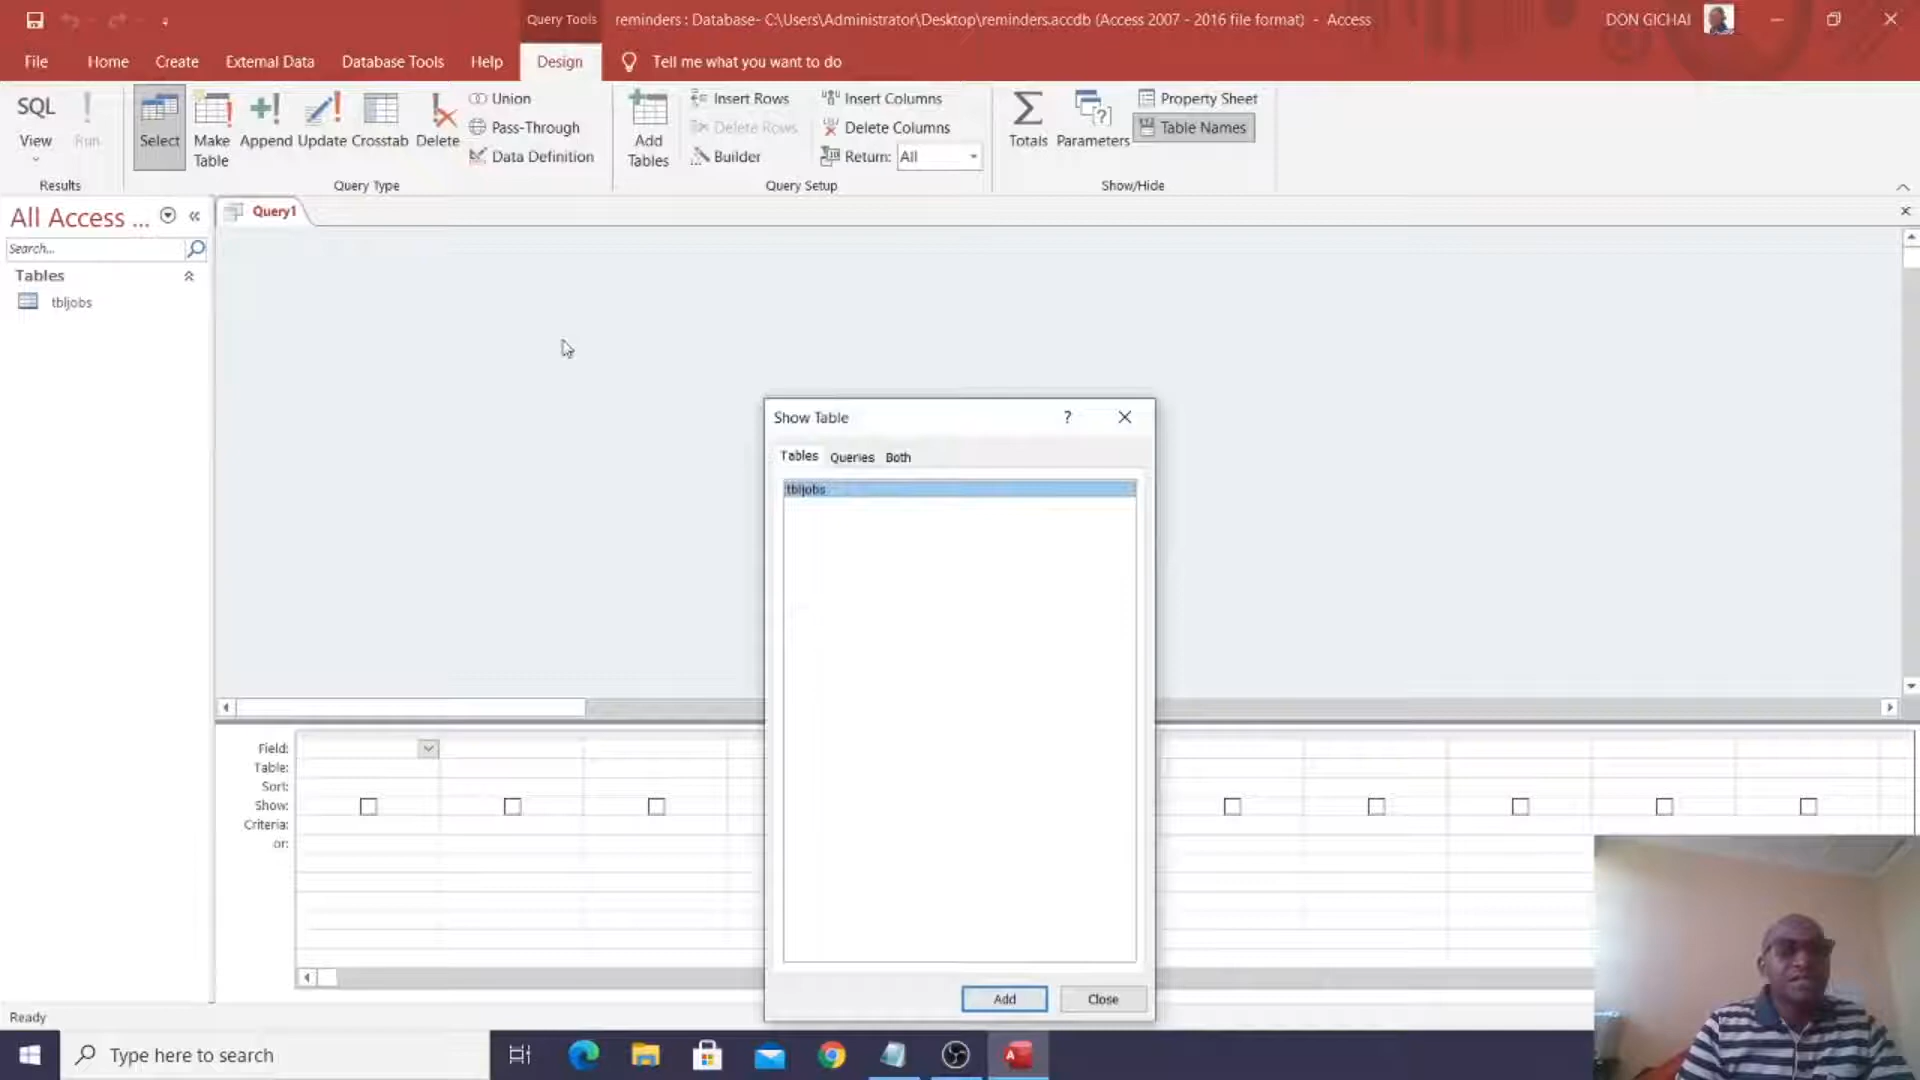 Query Tools
reminders : Database- C:\Users\Administrator\Desktop\reminders.accdb (Access 2007 - 2016 file format) - Access
DON GICHAI
File
Home
Create
External Data
Database Tools
Help
Design
Tell me what you want to do
SQL
View
Run
Results
Select
Make
Table
Append
Update
Crosstab
Delete
Union
Pass-Through
Data Definition
Query Type
Add
Tables
Insert Rows
Delete Rows
Builder
Insert Columns
Delete Columns
Return: All
Query Setup
Totals
Parameters
Property Sheet
Table Names
Show/Hide
All Access ...
Search...
Tables
tbljobs
Query1
Show Table
?
Tables
Queries
Both
tbljobs
Add
Close
Field:
Table:
Sort:
Show:
Criteria:
or:
Ready
Type here to search